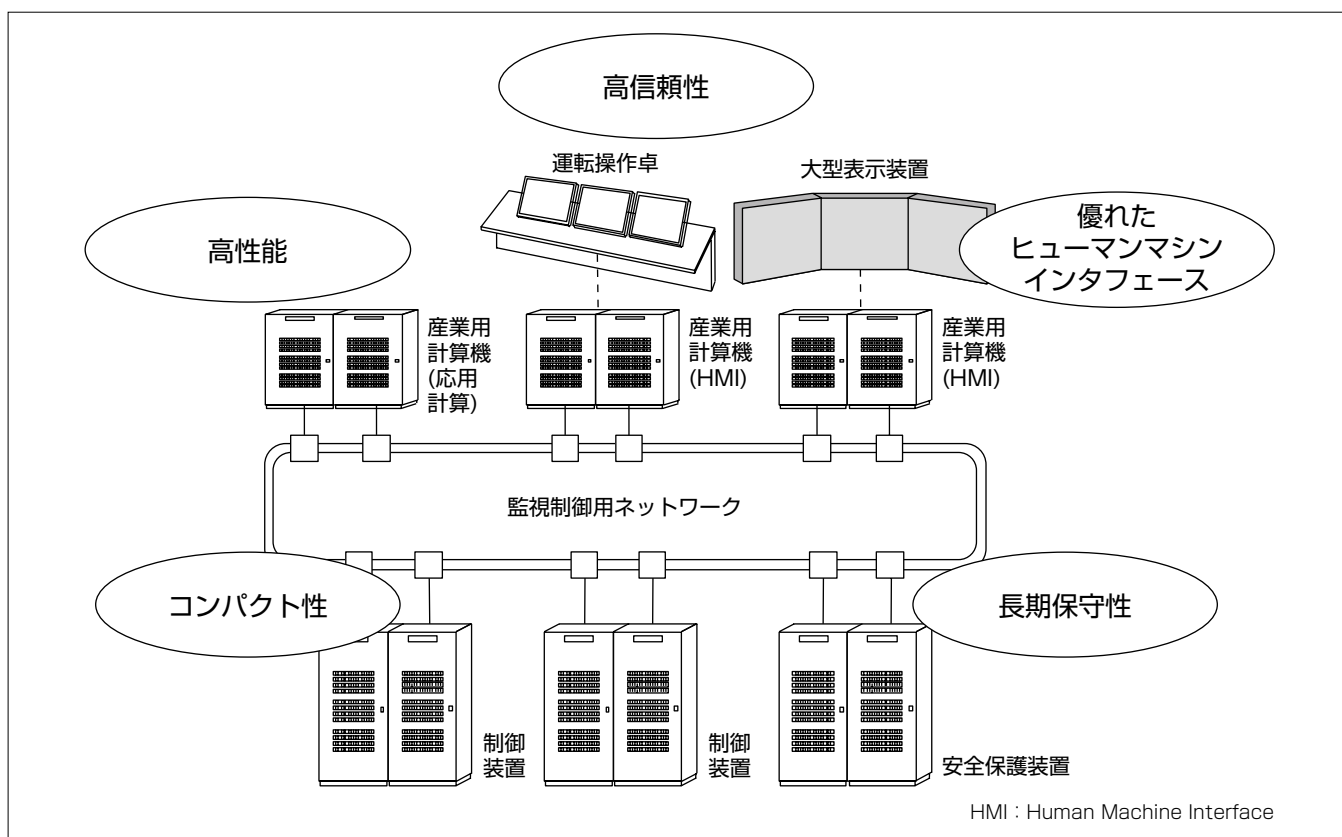 高信頼性
運転操作卓
大型表示装置
高性能
優れた
ヒューマンマシン
インタフェース
産業用
計算機
(応用
計算)
産業用
計算機
(HMI)
産業用
計算機
(HMI)
監視制御用ネットワーク
コンパクト性
長期保守性
制御
装置
制御
装置
安全保護装置
HMI：Human Machine Interface